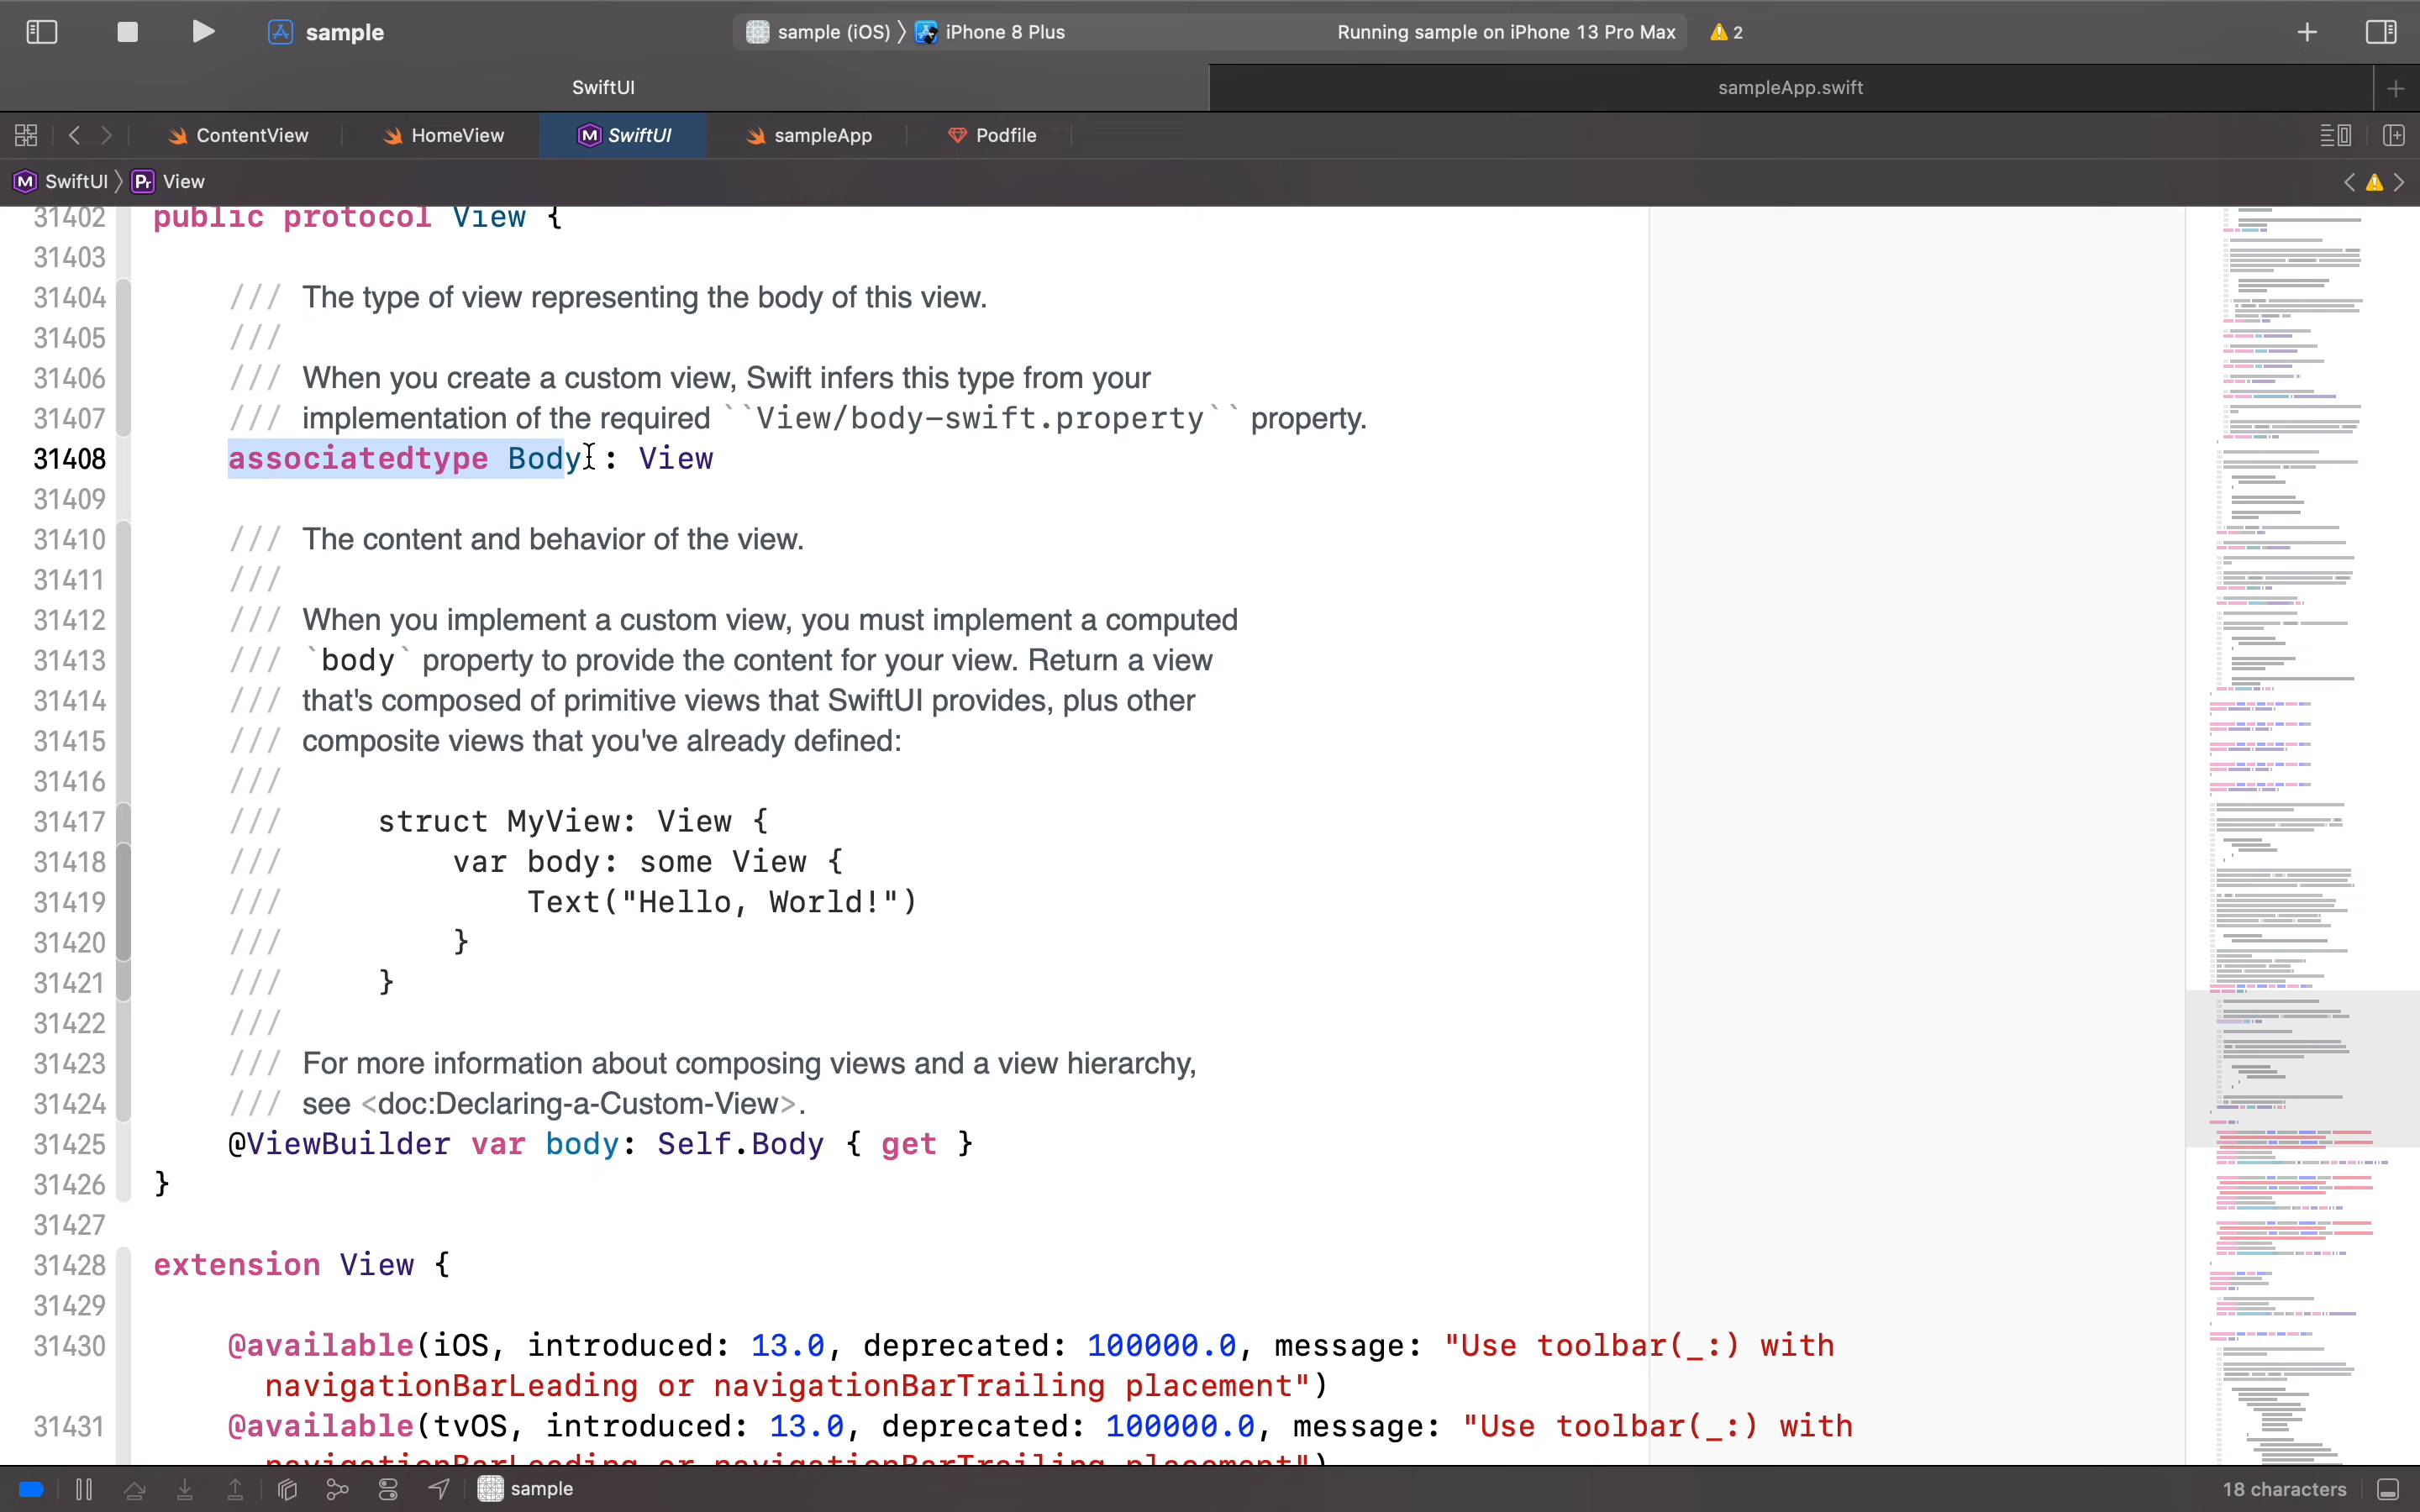 sample
sample (iOS) 〉 iPhone 8 Plus
Running sample on iPhone 13 Pro Max
2
SwiftUI
sampleApp.swift
ContentView
HomeView
M SwiftUI
sampleApp
Podfile
M SwiftUI 〉 Pr View
31402 public protocol View {
31403
31404 /// The type of view representing the body of this view.
31405 ///
31406 /// When you create a custom view, Swift infers this type from your
31407 /// implementation of the required ``View/body-swift.property`` property.
31408 associatedtype Body : View
31409
31410 /// The content and behavior of the view.
31411 ///
31412 /// When you implement a custom view, you must implement a computed
31413 /// `body` property to provide the content for your view. Return a view
31414 /// that's composed of primitive views that SwiftUI provides, plus other
31415 /// composite views that you've already defined:
31416 ///
31417 /// struct MyView: View {
31418 /// var body: some View {
31419 /// Text("Hello, World!")
31420 /// }
31421 /// }
31422 ///
31423 /// For more information about composing views and a view hierarchy,
31424 /// see <doc:Declaring-a-Custom-View>.
31425 @ViewBuilder var body: Self.Body { get }
31426 }
31427
31428 extension View {
31429
31430 @available(iOS, introduced: 13.0, deprecated: 100000.0, message: "Use toolbar(_:) with
navigationBarLeading or navigationBarTrailing placement")
31431 @available(tvOS, introduced: 13.0, deprecated: 100000.0, message: "Use toolbar(_:) with
navigationBarLeading or navigationBarTrailing placement")
sample
18 characters